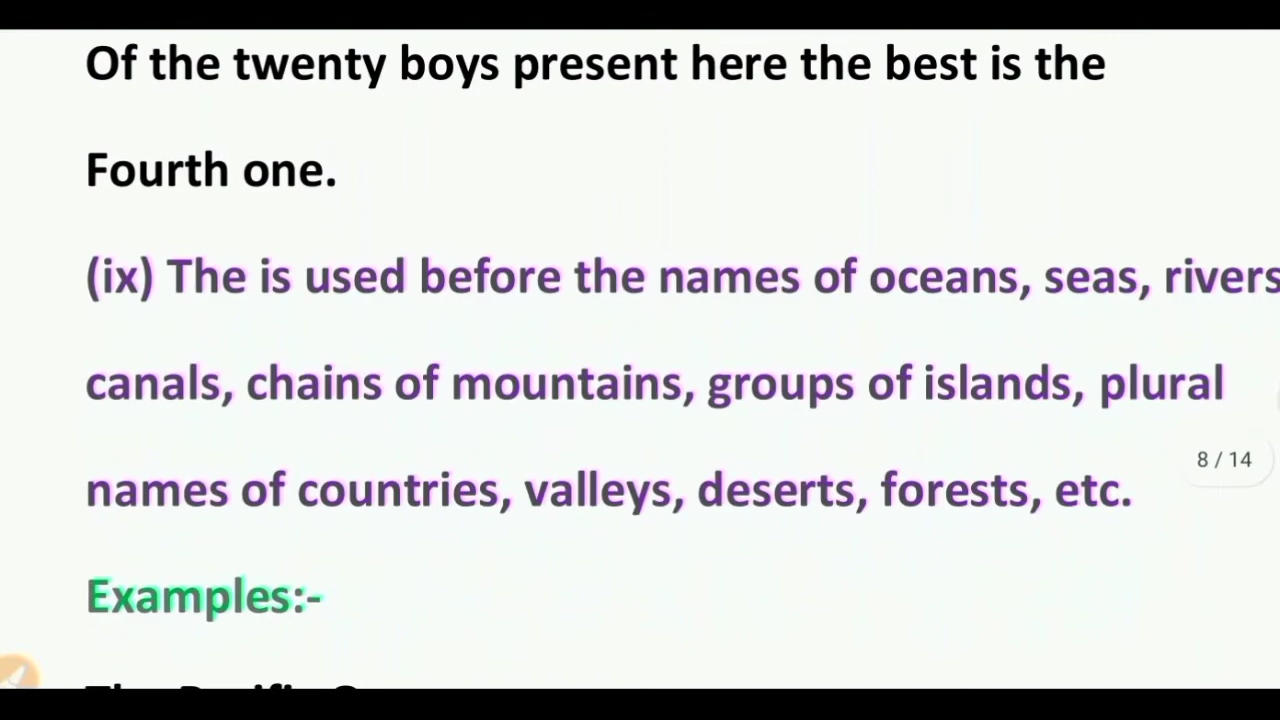 Of the twenty boys present here the best is the
Fourth one.
(ix) The is used before the names of oceans, seas, rivers
canals, chains of mountains, groups of islands, plural
names of countries, valleys, deserts, forests, etc.
8 / 14
Examples:-